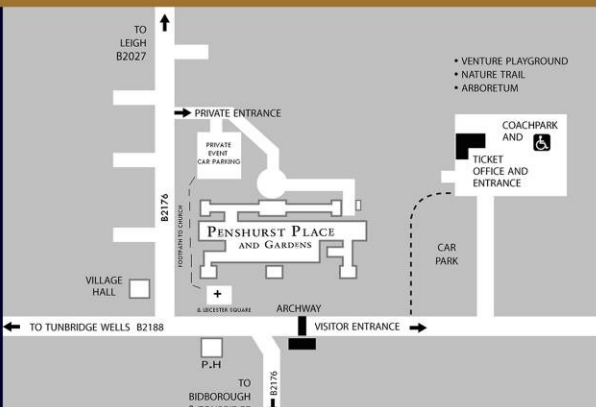 TO
LEIGH
B2027
• VENTURE PLAYGROUND
• NATURE TRAIL
• ARBORETUM
PRIVATE ENTRANCE
COACHPARK
AND
TICKET
OFFICE AND
ENTRANCE
PRIVATE
EVENT
CAR PARKING
B2176
FOOTPATH TO CHURCH
PENSHURST PLACE
AND GARDENS
CAR
PARK
VILLAGE
HALL
& LEICESTER SQUARE
ARCHWAY
TO TUNBRIDGE WELLS B2188
VISITOR ENTRANCE
P.H
TO
BIDBOROUGH
B2176